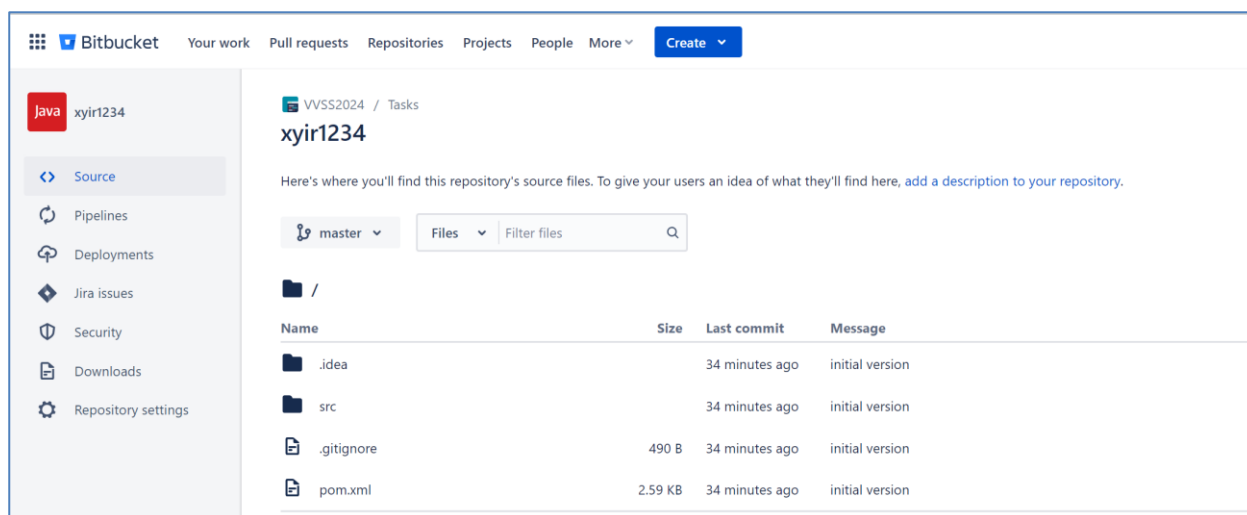 Bitbucket Your work Pull requests Repositories Projects People More Create
Java xyir1234
Source
Pipelines
Deployments
Jira issues
Security
Downloads
Repository settings
VVSS2024 / Tasks
xyir1234
Here's where you'll find this repository's source files. To give your users an idea of what they'll find here, add a description to your repository.
master Files Filter files
/
Name Size Last commit Message
.idea 34 minutes ago initial version
src 34 minutes ago initial version
.gitignore 490 B 34 minutes ago initial version
pom.xml 2.59 KB 34 minutes ago initial version